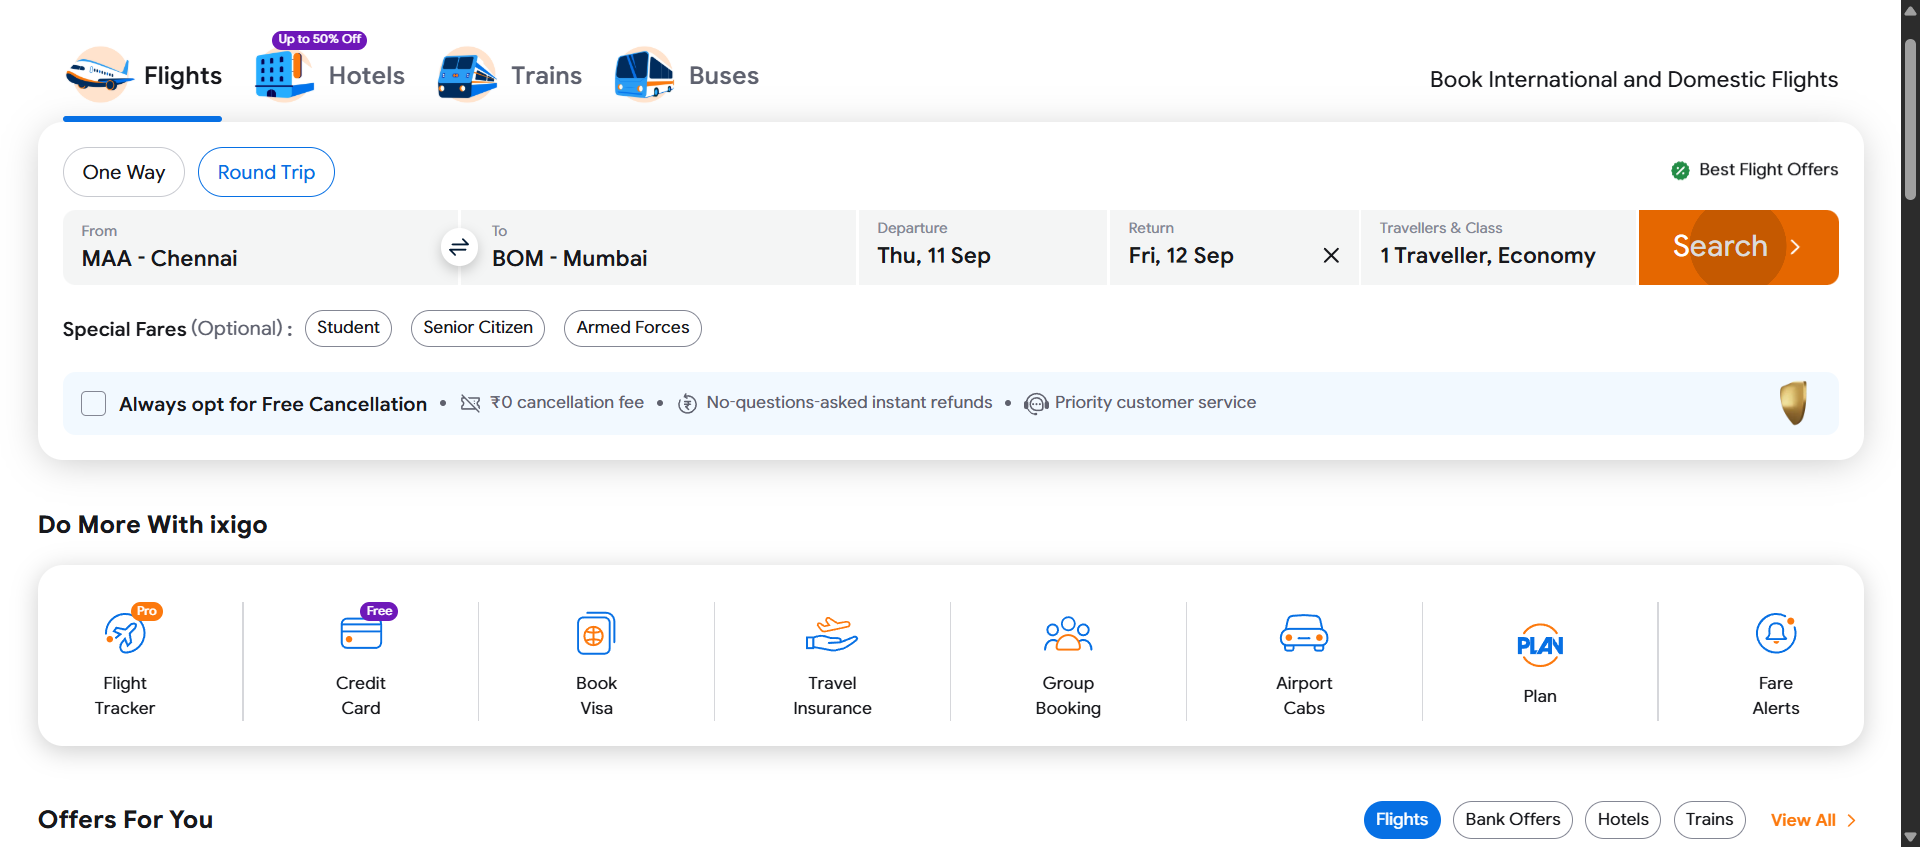 Up to 50% Off
Flights
Hotels
Trains
Buses
Book International and Domestic Flights
One Way
Round Trip
Best Flight Offers
From
MAA - Chennai
To
BOM - Mumbai
Departure
Thu, 11 Sep
Return
Fri, 12 Sep
Travellers & Class
1 Traveller, Economy
Search
Special Fares (Optional) :
Student
Senior Citizen
Armed Forces
Always opt for Free Cancellation • ₹0 cancellation fee • No-questions-asked instant refunds • Priority customer service
Do More With ixigo
Pro
Flight
Tracker
Free
Credit
Card
Book
Visa
Travel
Insurance
Group
Booking
Airport
Cabs
PLAN
Plan
Fare
Alerts
Offers For You
Flights
Bank Offers
Hotels
Trains
View All